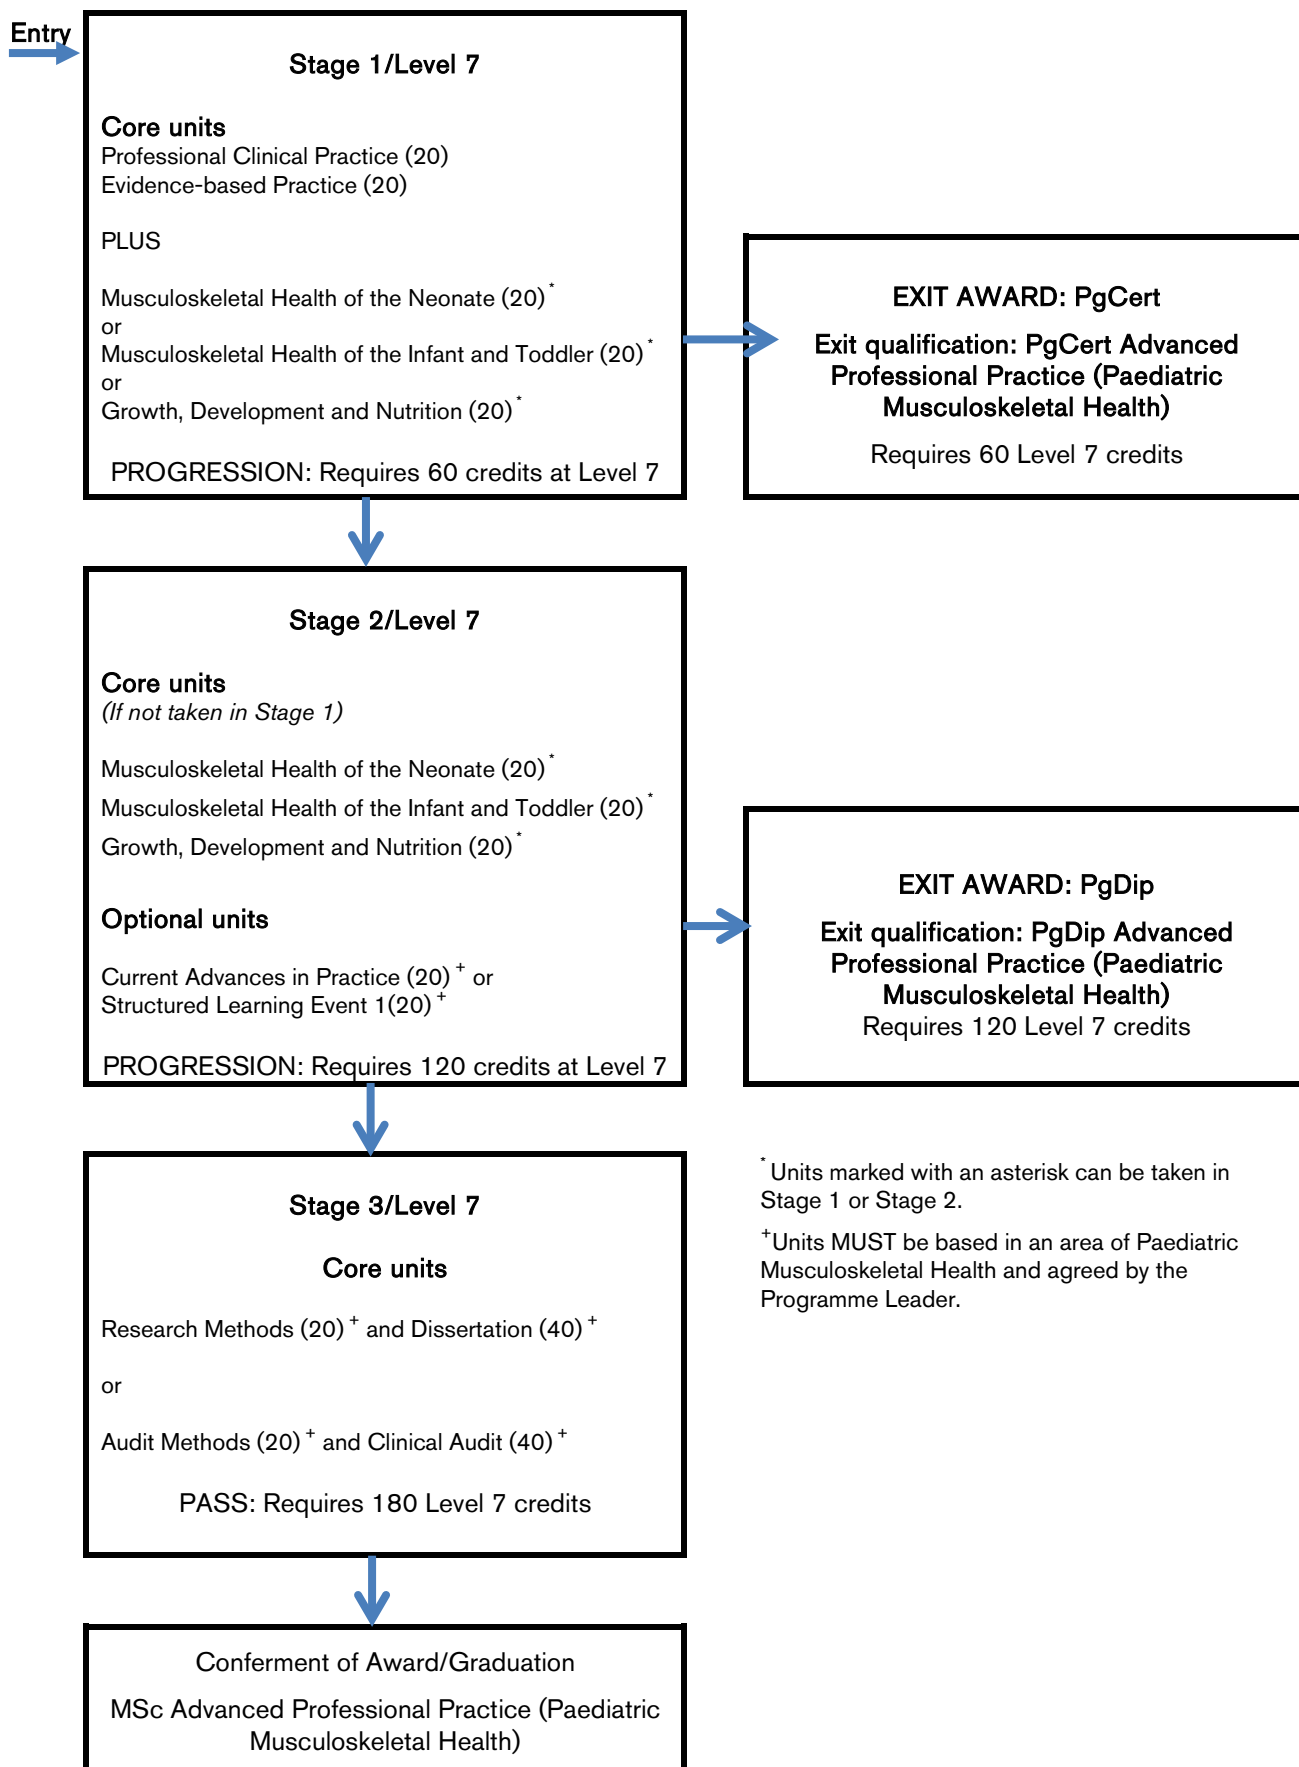 Entry
Stage 1/Level 7
Core units
Professional Clinical Practice (20)
Evidence-based Practice (20)
PLUS
Musculoskeletal Health of the Neonate (20)*
or
Musculoskeletal Health of the Infant and Toddler (20)*
or
Growth, Development and Nutrition (20)*
PROGRESSION: Requires 60 credits at Level 7
EXIT AWARD: PgCert
Exit qualification: PgCert Advanced
Professional Practice (Paediatric
Musculoskeletal Health)
Requires 60 Level 7 credits
Stage 2/Level 7
Core units
(If not taken in Stage 1)
Musculoskeletal Health of the Neonate (20)*
Musculoskeletal Health of the Infant and Toddler (20)*
Growth, Development and Nutrition (20)*
Optional units
Current Advances in Practice (20)+ or
Structured Learning Event 1(20)+
PROGRESSION: Requires 120 credits at Level 7
EXIT AWARD: PgDip
Exit qualification: PgDip Advanced
Professional Practice (Paediatric
Musculoskeletal Health)
Requires 120 Level 7 credits
Stage 3/Level 7
Core units
Research Methods (20)+ and Dissertation (40)+
or
Audit Methods (20)+ and Clinical Audit (40)+
PASS: Requires 180 Level 7 credits
*Units marked with an asterisk can be taken in
Stage 1 or Stage 2.
+Units MUST be based in an area of Paediatric
Musculoskeletal Health and agreed by the
Programme Leader.
Conferment of Award/Graduation
MSc Advanced Professional Practice (Paediatric
Musculoskeletal Health)